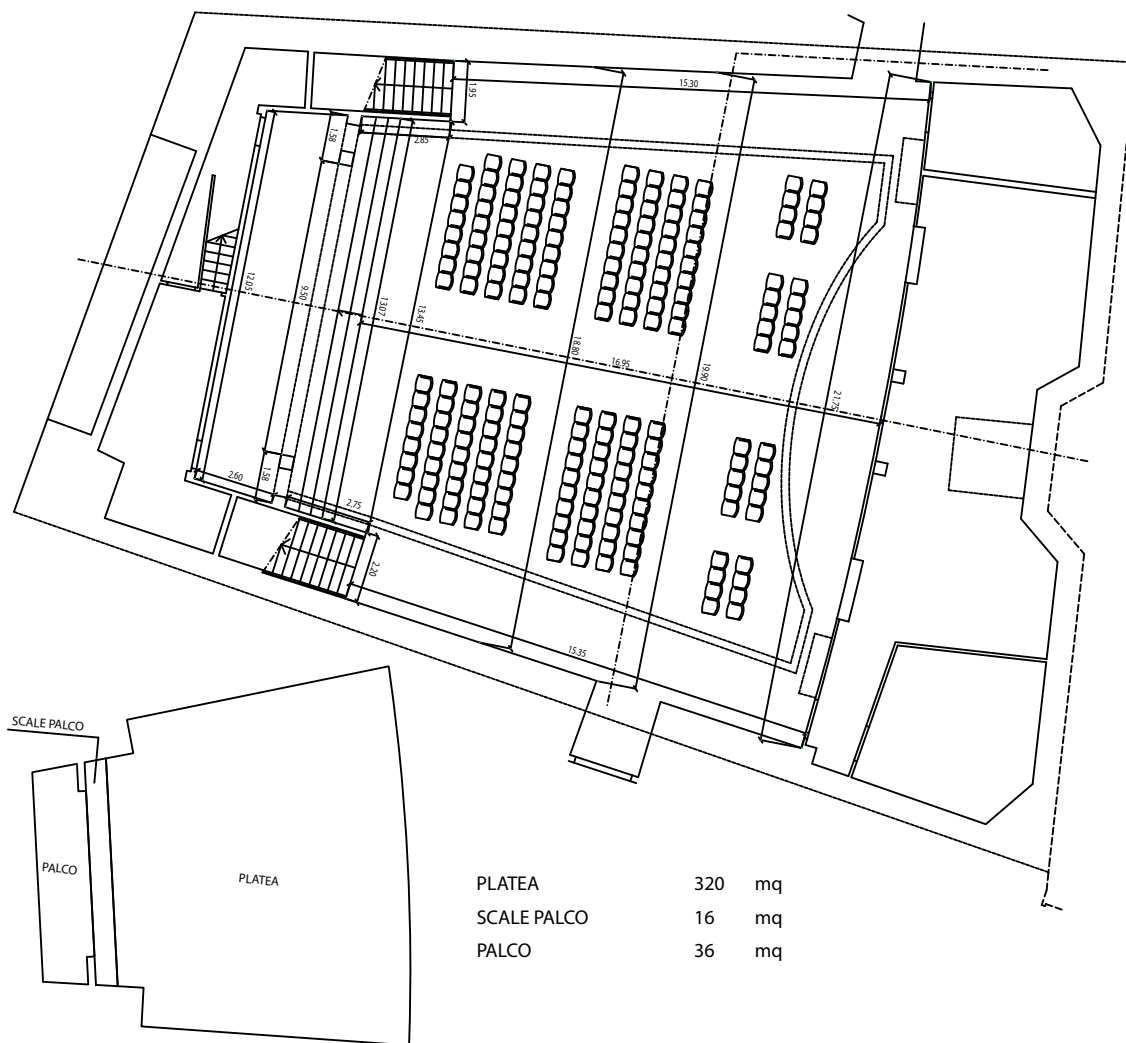 15.30
1.95
1.58
2.85
12.05
9.50
13.07
13.45
18.80
16.95
19.90
21.75
2.60
1.58
2.75
2.20
15.35
SCALE PALCO
PALCO
PLATEA
PLATEA 320 mq
SCALE PALCO 16 mq
PALCO 36 mq